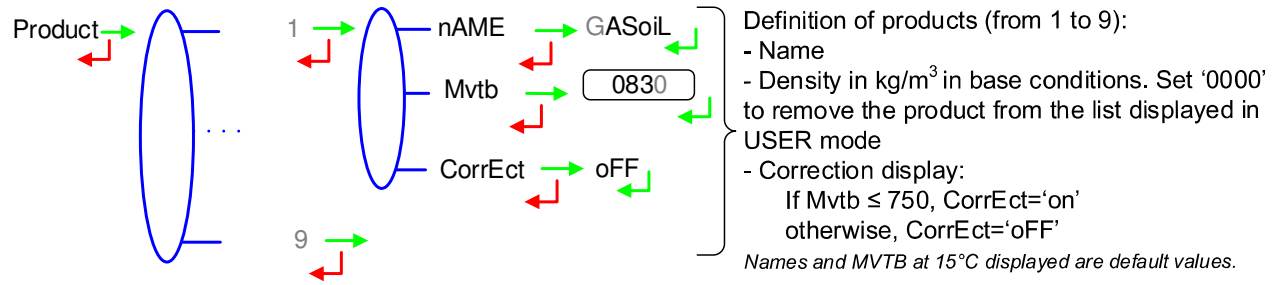 Product
1
nAME
GASoiL
Mvtb
0830
. . .
CorrEct
oFF
9
Definition of products (from 1 to 9):
- Name
- Density in kg/m³ in base conditions. Set ‘0000’
to remove the product from the list displayed in
USER mode
- Correction display:
If Mvtb ≤ 750, CorrEct=‘on’
otherwise, CorrEct=‘oFF’
Names and MVTB at 15°C displayed are default values.